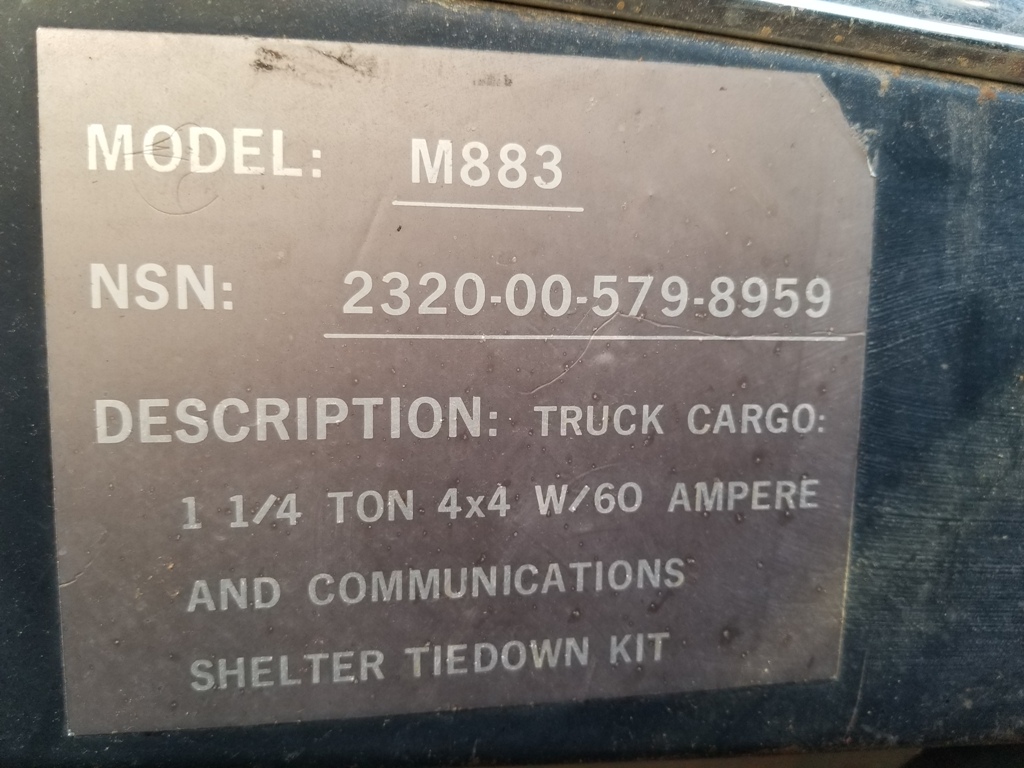 MODEL: M883
NSN: 2320-00-579-8959
DESCRIPTION: TRUCK CARGO:
1 1/4 TON 4x4 W/60 AMPERE
AND COMMUNICATIONS
SHELTER TIEDOWN KIT